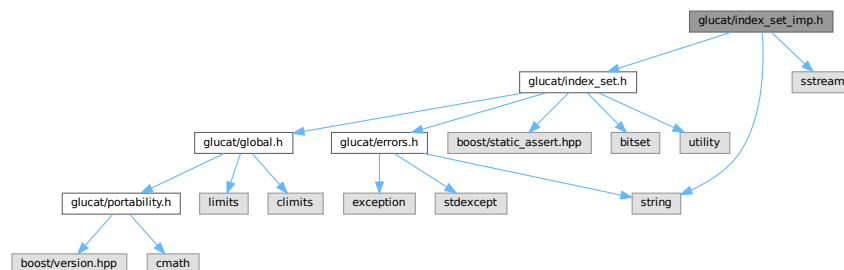 glucat/index_set_imp.h
glucat/index_set.h
sstream
glucat/global.h
glucat/errors.h
boost/static_assert.hpp
bitset
utility
glucat/portability.h
limits
climits
exception
stdexcept
string
boost/version.hpp
cmath